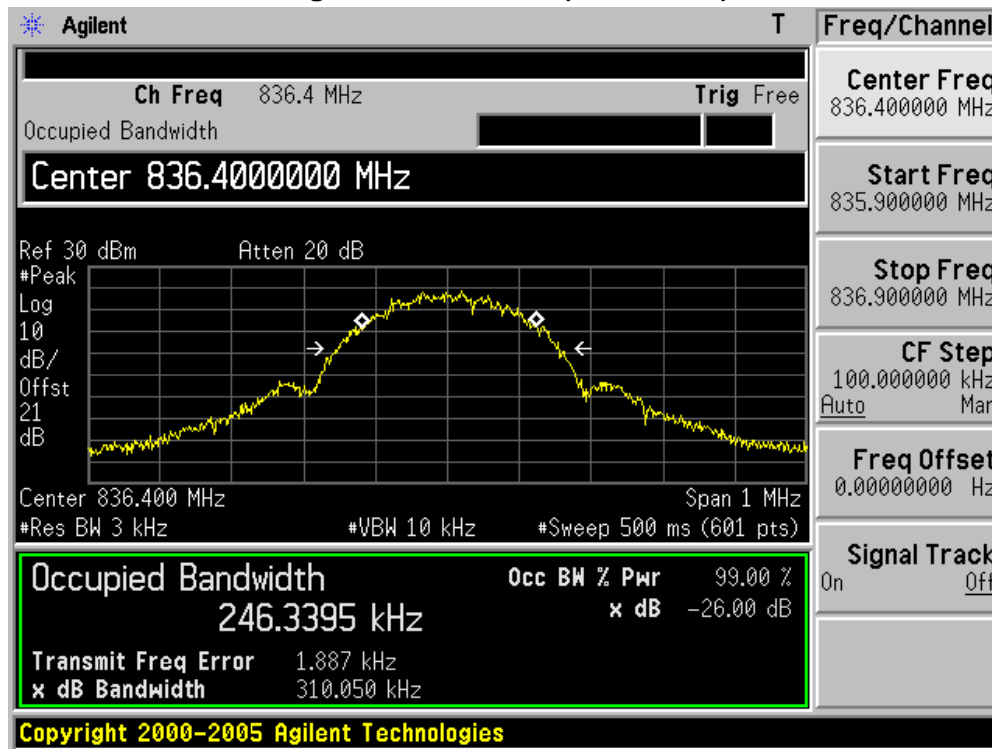 Agilent T
Ch Freq 836.4 MHz Trig Free
Occupied Bandwidth
Center 836.4000000 MHz
Ref 30 dBm Atten 20 dB
#Peak
Log
10
dB/
Offst
21
dB
Center 836.400 MHz Span 1 MHz
#Res BW 3 kHz #VBW 10 kHz #Sweep 500 ms (601 pts)
Occupied Bandwidth Occ BW % Pwr 99.00 %
246.3395 kHz x dB -26.00 dB
Transmit Freq Error 1.887 kHz
x dB Bandwidth 310.050 kHz
Copyright 2000-2005 Agilent Technologies
Freq/Channel
Center Freq
836.400000 MHz
Start Freq
835.900000 MHz
Stop Freq
836.900000 MHz
CF Step
100.000000 kHz
Auto Man
Freq Offset
0.00000000 Hz
Signal Track
On Off